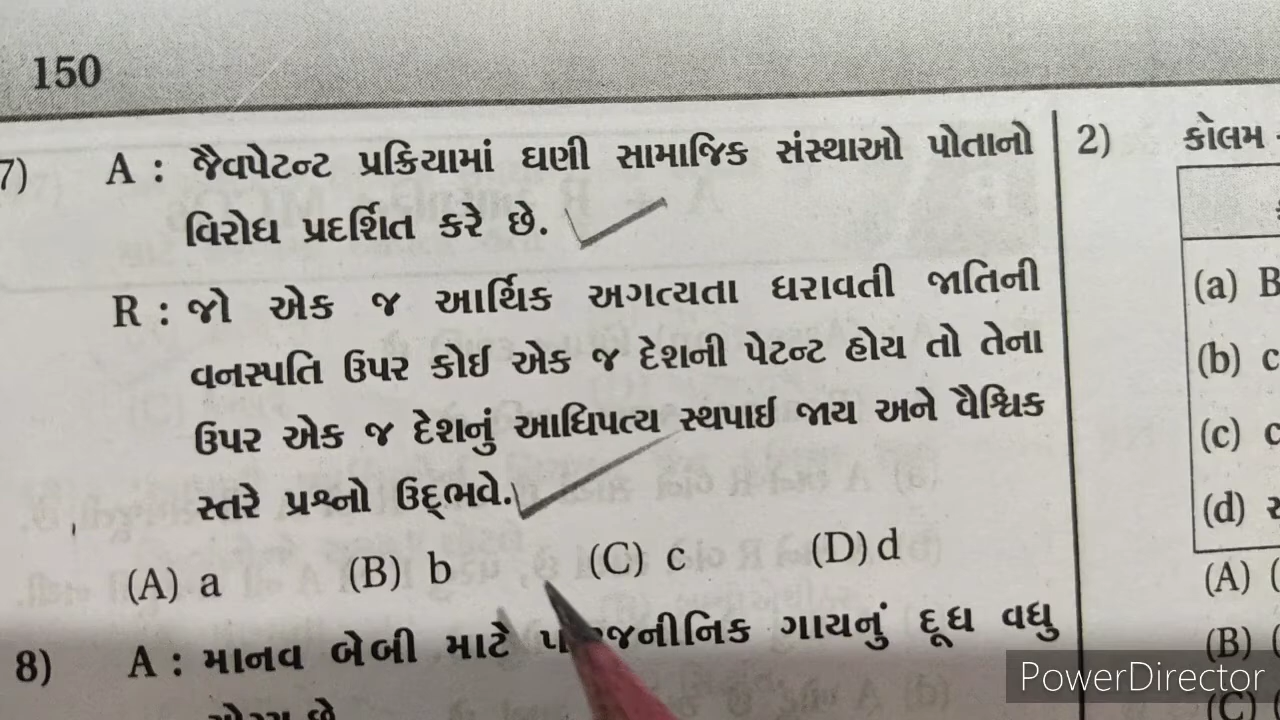 150
7) A : જૈવપેટન્ટ પ્રક્રિયામાં ઘણી સામાજિક સંસ્થાઓ પોતાનો
વિરોધ પ્રદર્શિત કરે છે.
R : જો એક જ આર્થિક અગત્યતા ધરાવતી જાતિની
વનસ્પતિ ઉપર કોઈ એક જ દેશની પેટન્ટ હોય તો તેના
ઉપર એક જ દેશનું આધિપત્ય સ્થપાઈ જાય અને વૈશ્વિક
સ્તરે પ્રશ્નો ઉદ્ભવે.
(A) a (B) b (C) c (D) d
8) A : માનવ બેબી માટે ગાયનું દૂધ વધુ
છે
2) કોલમ
(a) B
(b) c
(c) c
(d)
(A) (
(B) (
(C) (
PowerDirector